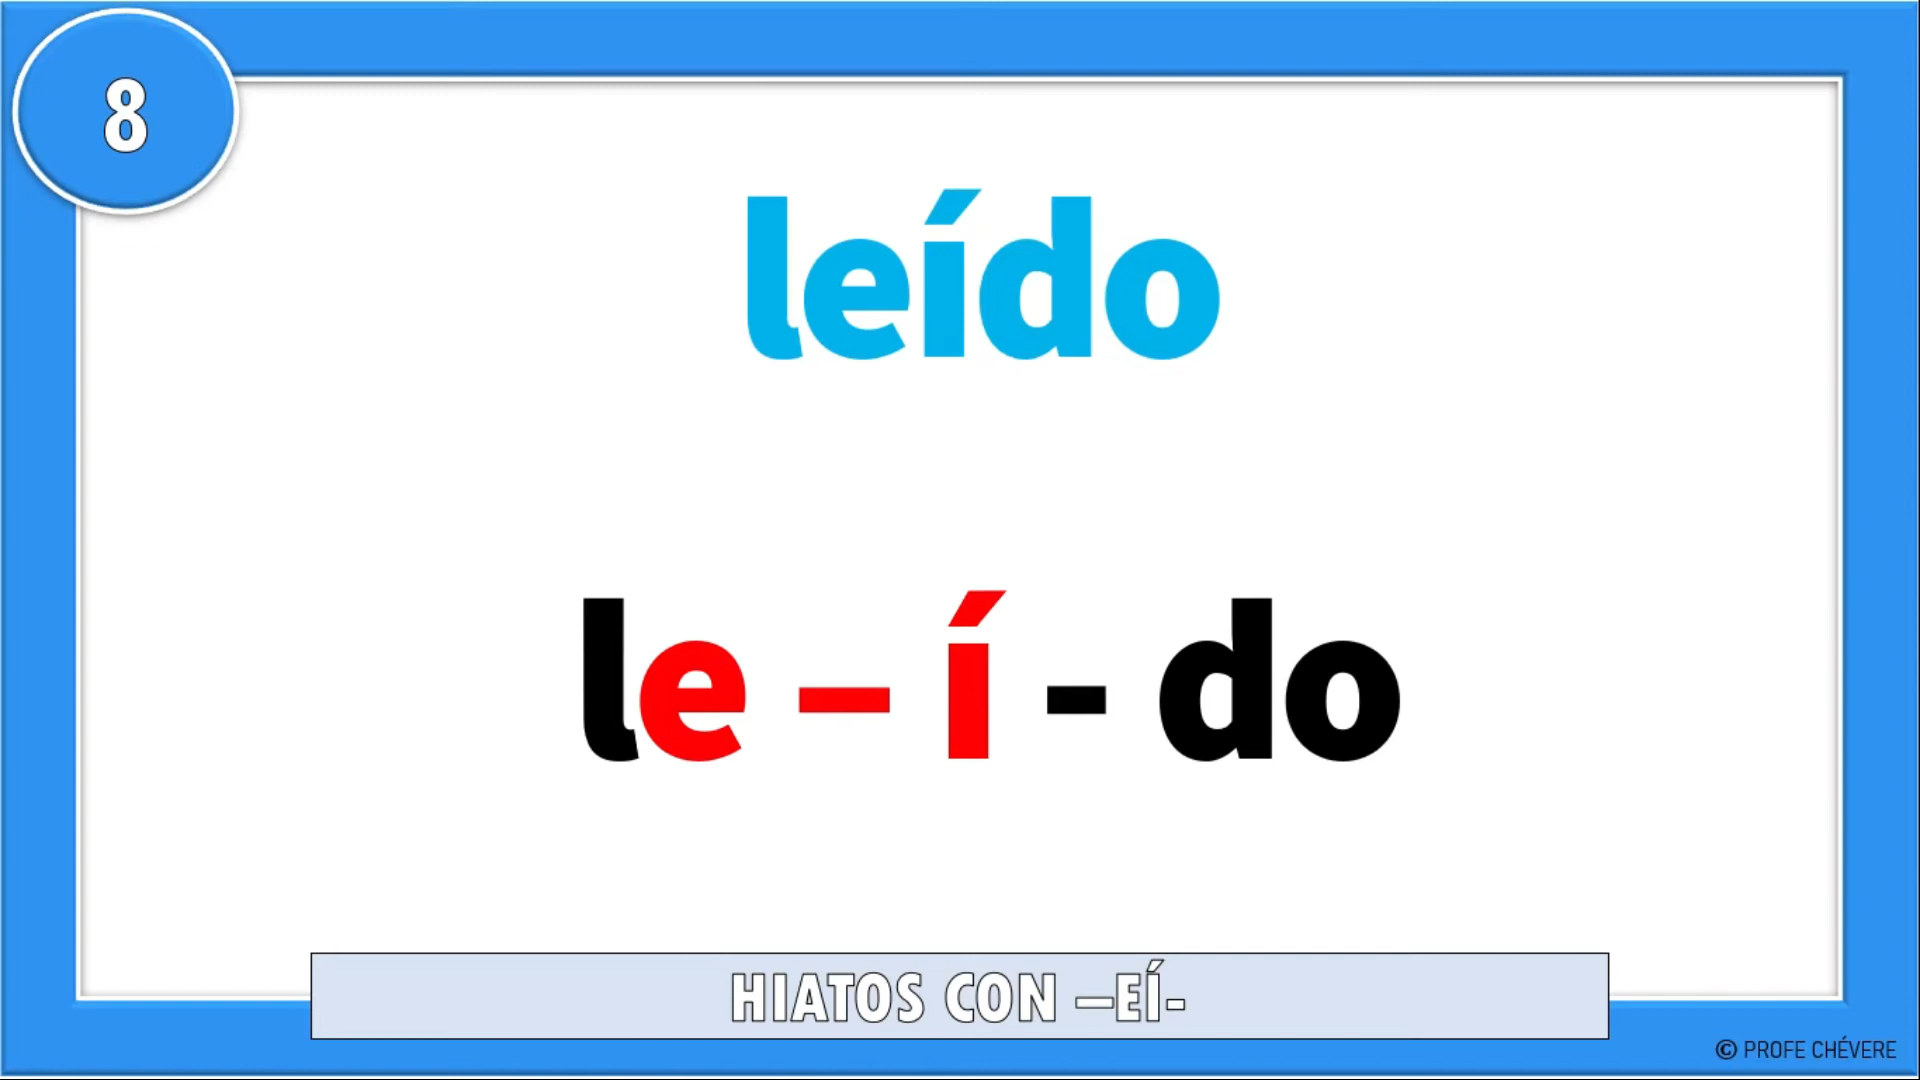 8
leído
le – í - do
HIATOS CON –EÍ-
© PROFE CHÉVERE